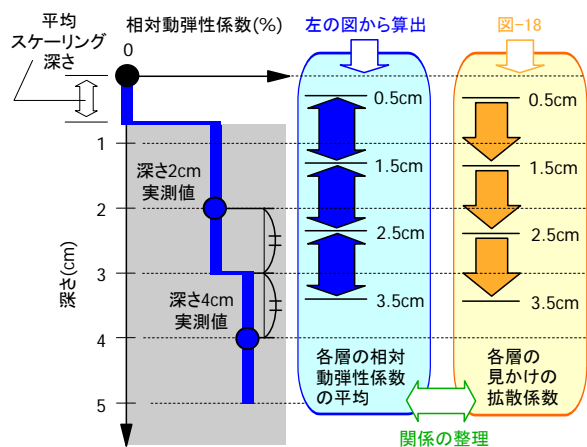 平均
スケーリング
深さ
0
相対動弾性係数(%)
深さ2cm
実測値
深さ4cm
実測値
深さ(cm)
1
2
3
4
5
左の図から算出
0.5cm
1.5cm
2.5cm
3.5cm
各層の相対
動弾性係数
の平均
図-18
0.5cm
1.5cm
2.5cm
3.5cm
各層の
見かけの
拡散係数
関係の整理